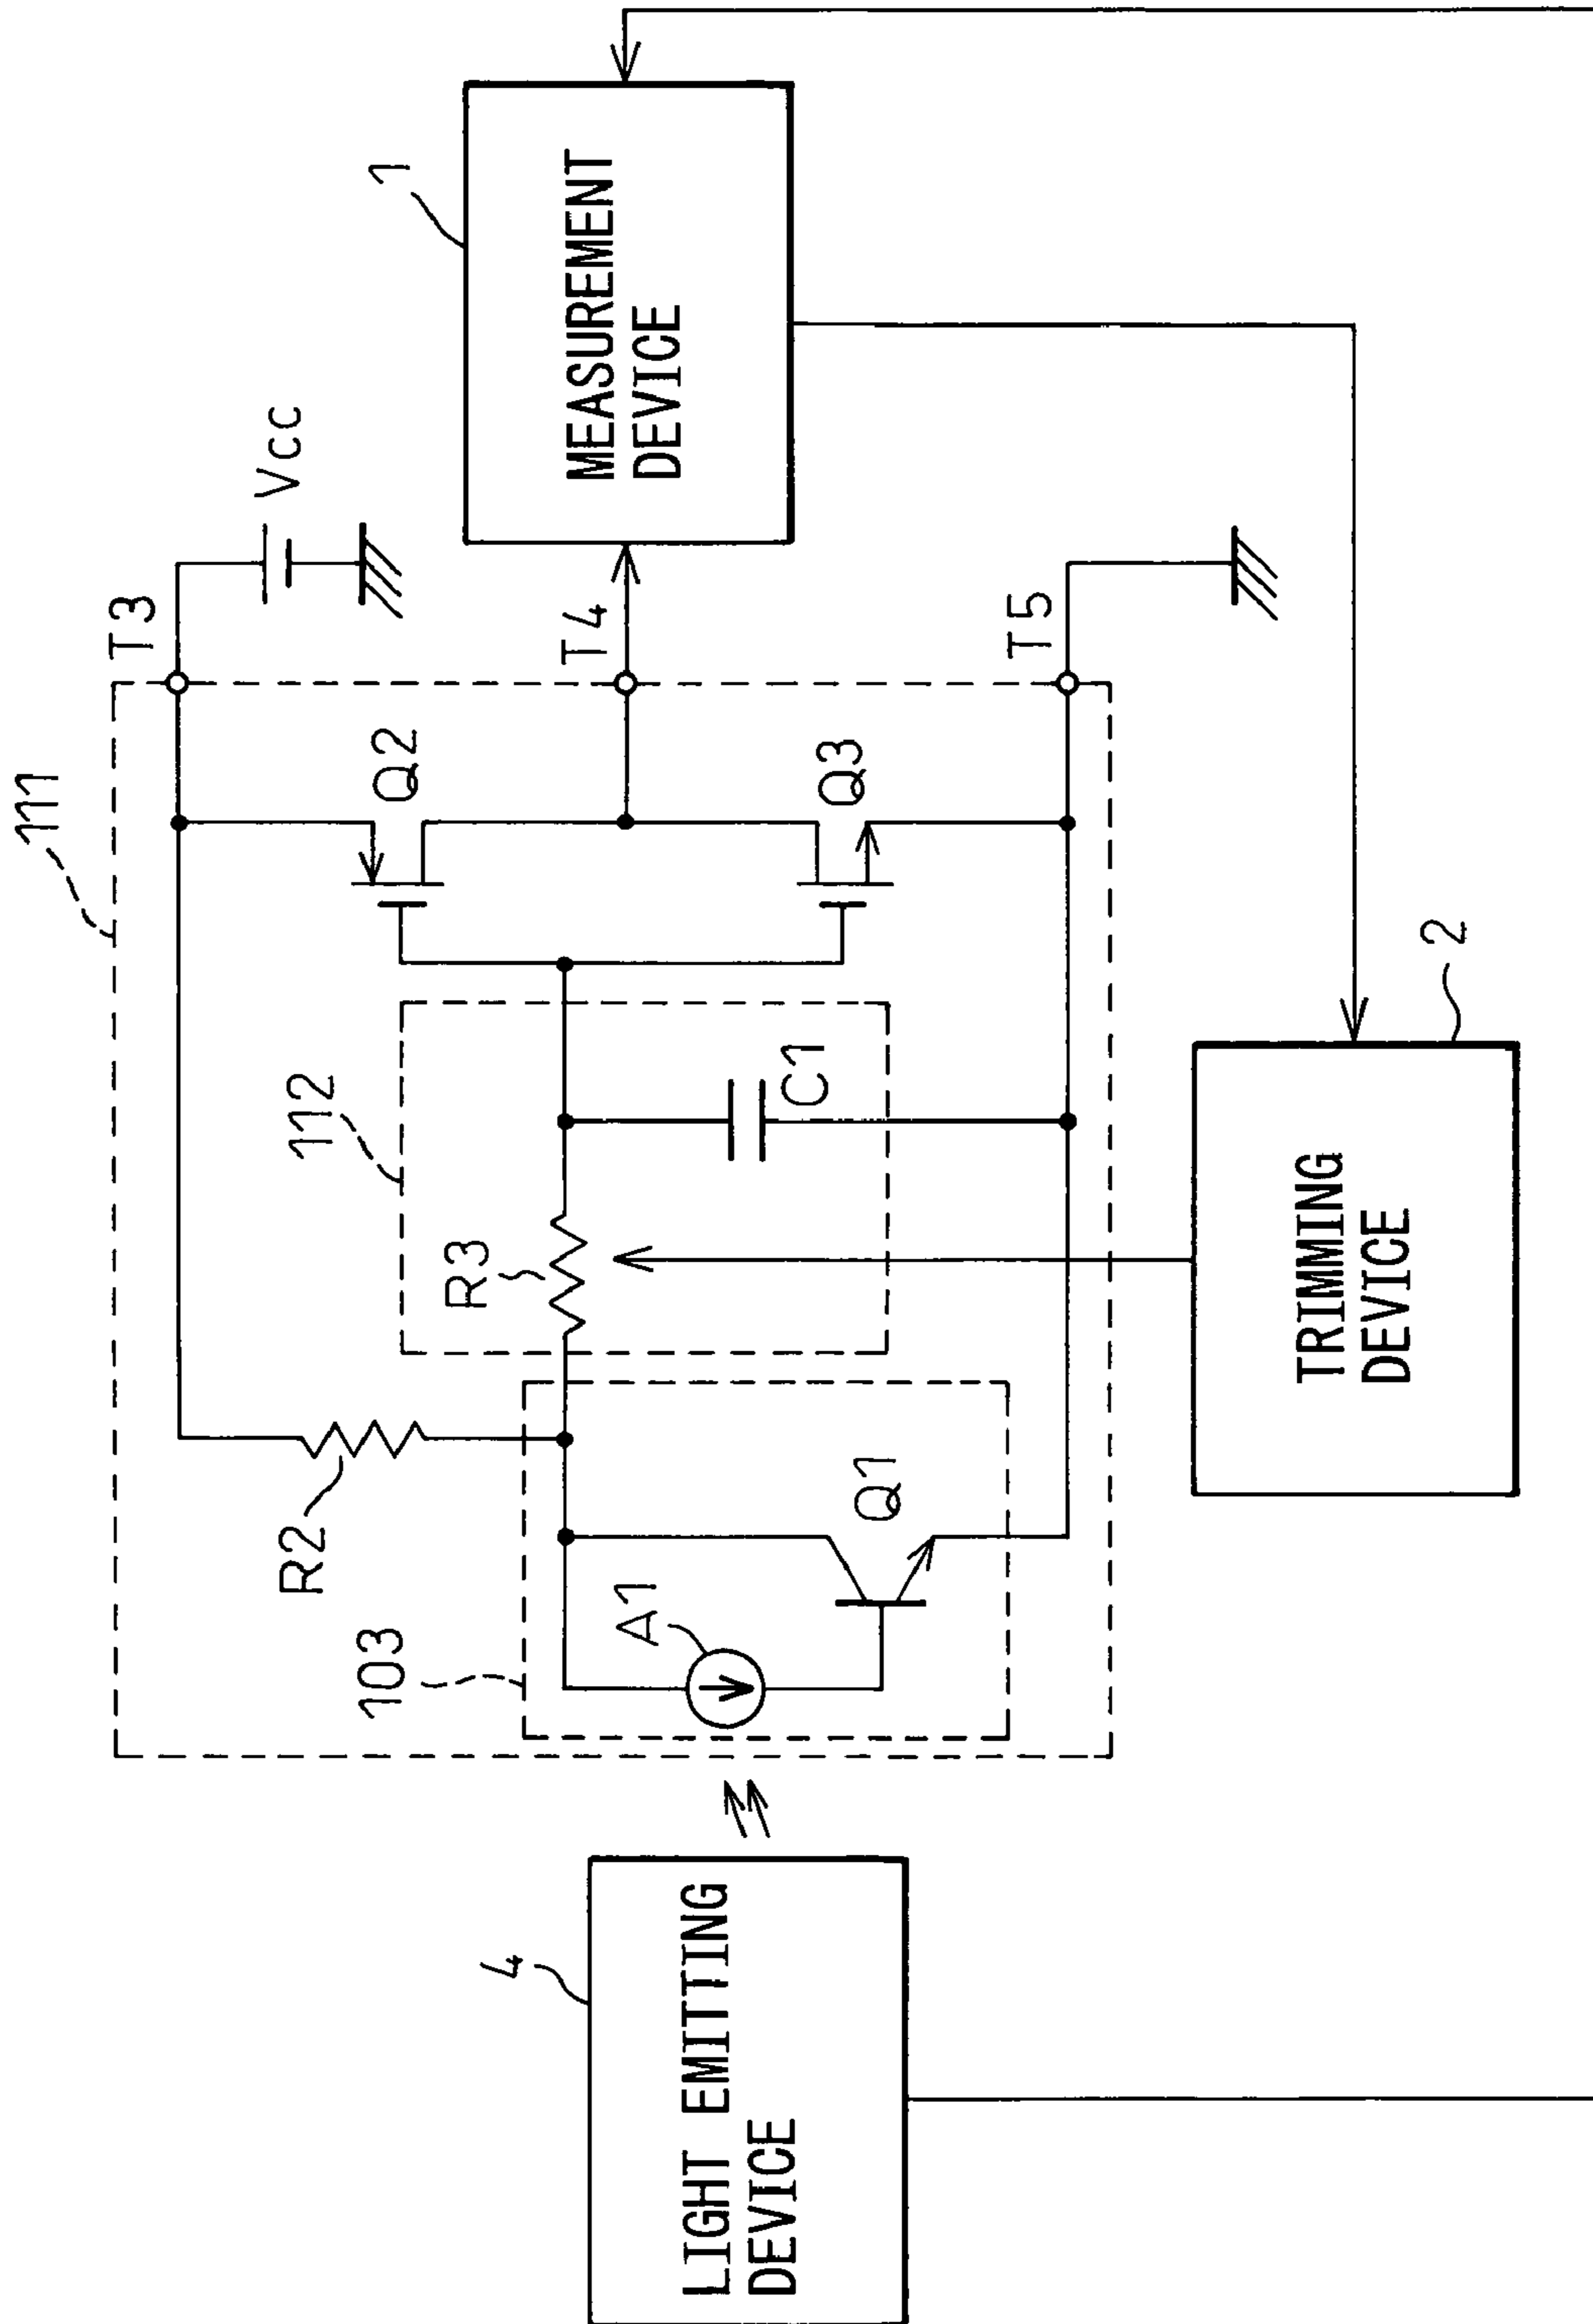 111
T3
Vcc
R2
Q2
1
MEASUREMENT
DEVICE
112
R3
T4
103
A1
C1
Q3
Q1
T5
4
LIGHT EMITTING
DEVICE
TRIMMING
DEVICE
2